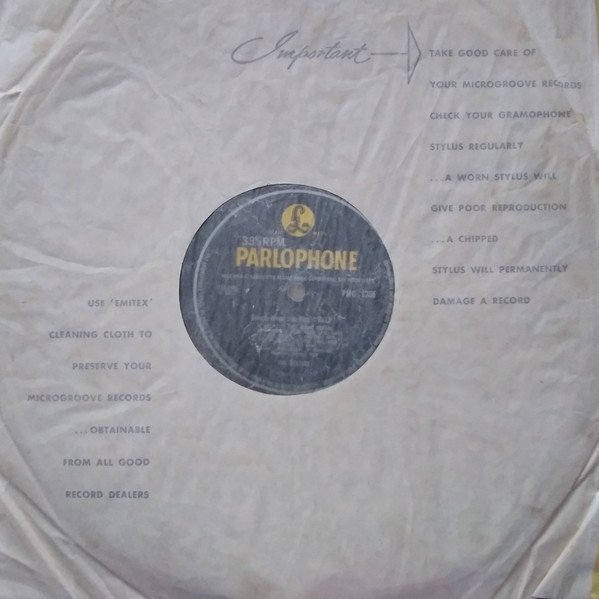 Important
TAKE GOOD CARE OF
YOUR MICROGROOVE RECORDS
CHECK YOUR GRAMOPHONE
STYLUS REGULARLY
...A WORN STYLUS WILL
GIVE POOR REPRODUCTION
...A CHIPPED
STYLUS WILL PERMANENTLY
DAMAGE A RECORD
£
33⅓ RPM
PARLOPHONE
USE 'EMITEX'
CLEANING CLOTH TO
PRESERVE YOUR
MICROGROOVE RECORDS
...OBTAINABLE
FROM ALL GOOD
RECORD DEALERS